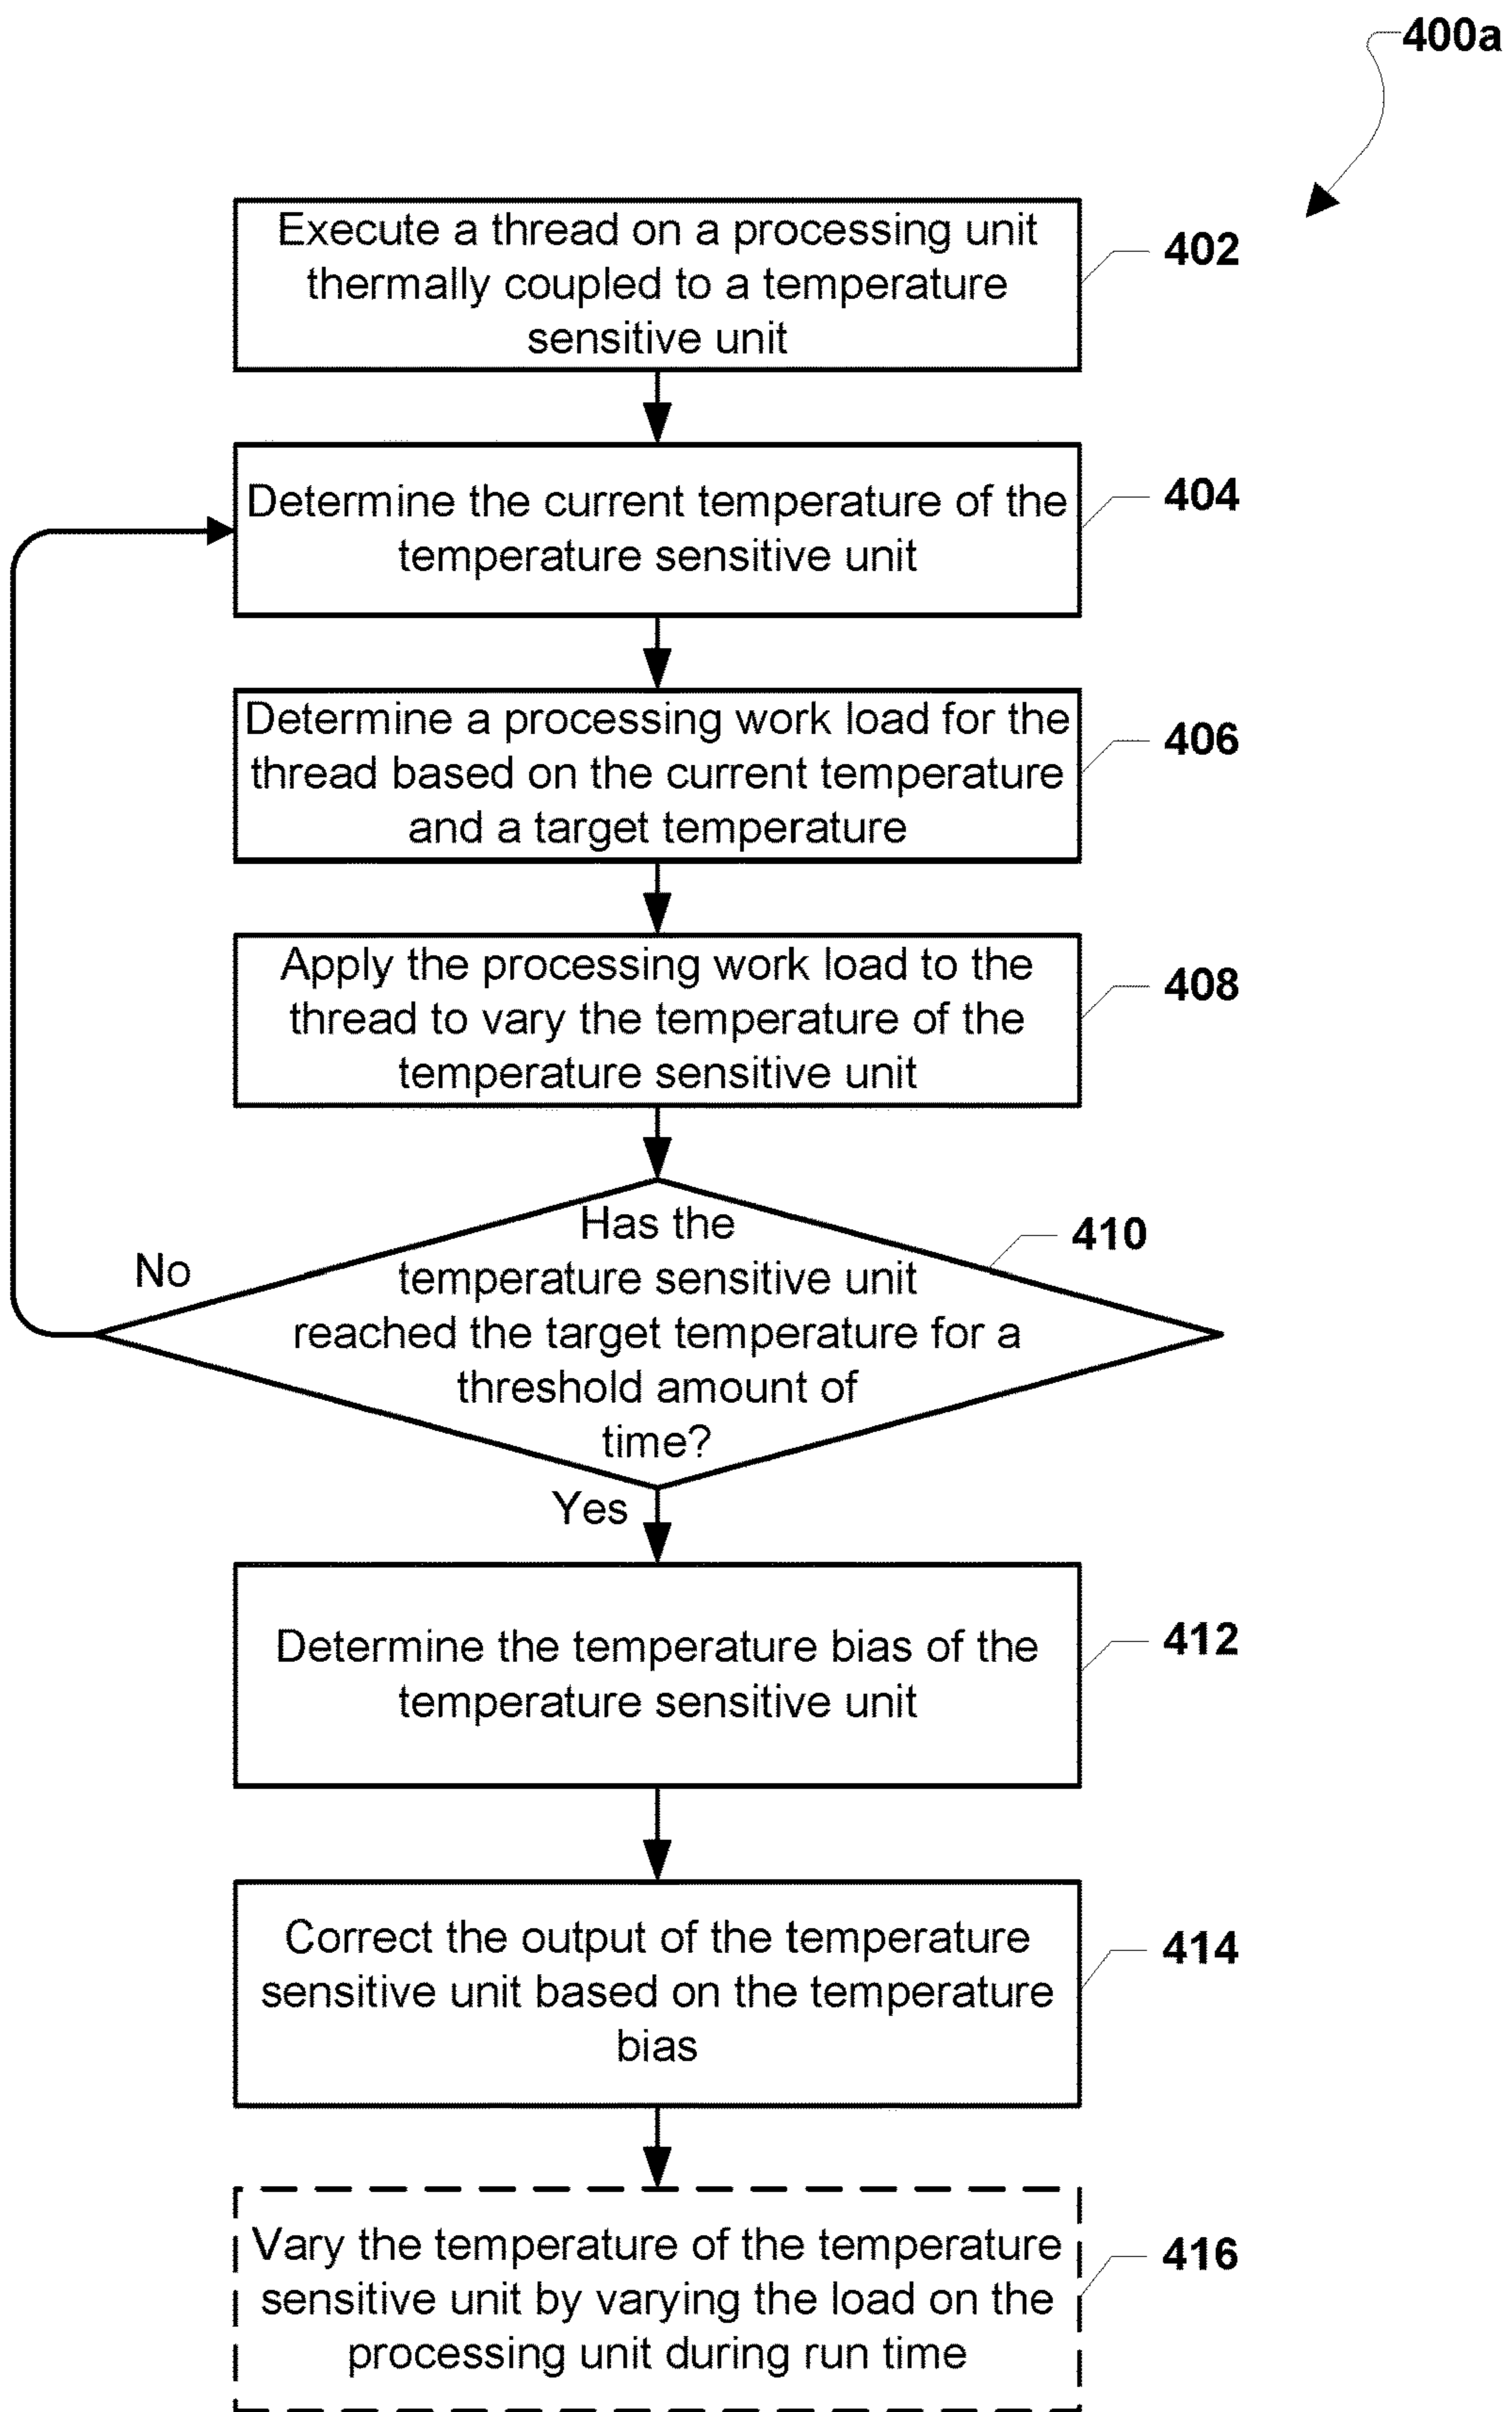 400a
Execute a thread on a processing unit
thermally coupled to a temperature
sensitive unit
402
Determine the current temperature of the
temperature sensitive unit
404
Determine a processing work load for the
thread based on the current temperature
and a target temperature
406
Apply the processing work load to the
thread to vary the temperature of the
temperature sensitive unit
408
Has the
temperature sensitive unit
reached the target temperature for a
threshold amount of
time?
410
No
Yes
Determine the temperature bias of the
temperature sensitive unit
412
Correct the output of the temperature
sensitive unit based on the temperature
bias
414
Vary the temperature of the temperature
sensitive unit by varying the load on the
processing unit during run time
416